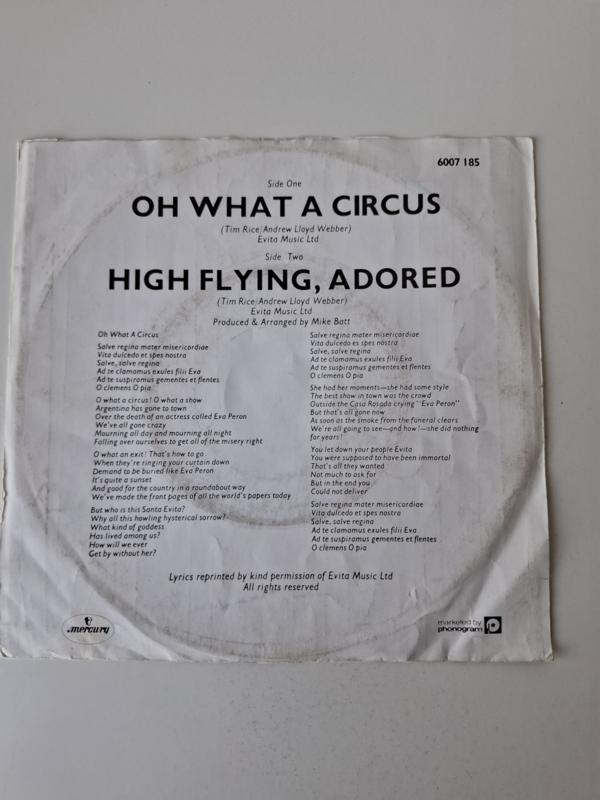 6007 185
Side One
OH WHAT A CIRCUS
(Tim Rice/Andrew Lloyd Webber)
Evita Music Ltd
Side Two
HIGH FLYING, ADORED
(Tim Rice/Andrew Lloyd Webber)
Evita Music Ltd
Produced & Arranged by Mike Batt
Oh What A Circus
Salve regina mater misericordiae
Vita dulcedo et spes nostra
Salve, salve regina
Ad te clamamus exules filii Eva
Ad te suspiramus gementes et flentes
O clemens O pia
O what a circus! O what a show
Argentina has gone to town
Over the death of an actress called Eva Peron
We've all gone crazy
Mourning all day and mourning all night
Falling over ourselves to get all of the misery right
O what an exit! That's how to go
When they're ringing your curtain down
Demand to be buried like Eva Peron
It's quite a sunset
And good for the country in a roundabout way
We've made the front pages of all the world's papers today
But who is this Santa Evita?
Why all this howling hysterical sorrow?
What kind of goddess
Has lived among us?
How will we ever
Get by without her?
Salve regina mater misericordiae
Vita dulcedo et spes nostra
Salve, salve regina
Ad te clamamus exules filii Eva
Ad te suspiramus gementes et flentes
O clemens O pia
She had her moments—she had some style
The best show in town was the crowd
Outside the Casa Rosada crying "Eva Peron"
But that's all gone now
As soon as the smoke from the funeral clears
We're all going to see—and how!—she did nothing
for years!
You let down your people Evita
You were supposed to have been immortal
That's all they wanted
Not much to ask for
But in the end you
Could not deliver
Salve regina mater misericordiae
Vita dulcedo et spes nostra
Salve, salve regina
Ad te clamamus exules filii Eva
Ad te suspiramus gementes et flentes
O clemens O pia
Lyrics reprinted by kind permission of Evita Music Ltd
All rights reserved
mercury
marketed by
phonogram